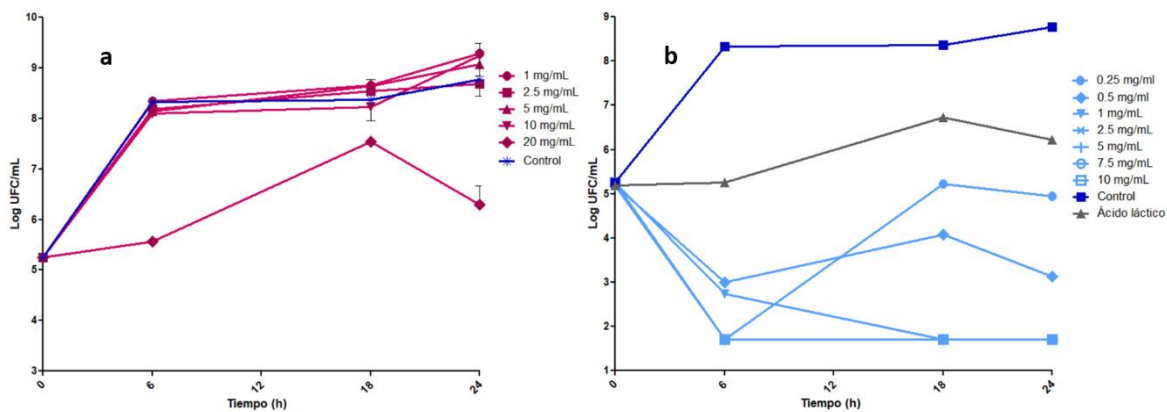 a
10
9
8
7
6
5
4
3
Log UFC/mL
0
6
12
18
24
Tiempo (h)
1 mg/mL
2.5 mg/mL
5 mg/mL
10 mg/mL
20 mg/mL
Control
b
9
8
7
6
5
4
3
2
1
Log UFC/mL
0
6
12
18
24
Tiempo (h)
0.25 mg/ml
0.5 mg/ml
1 mg/mL
2.5 mg/mL
5 mg/mL
7.5 mg/mL
10 mg/mL
Control
Ácido láctico